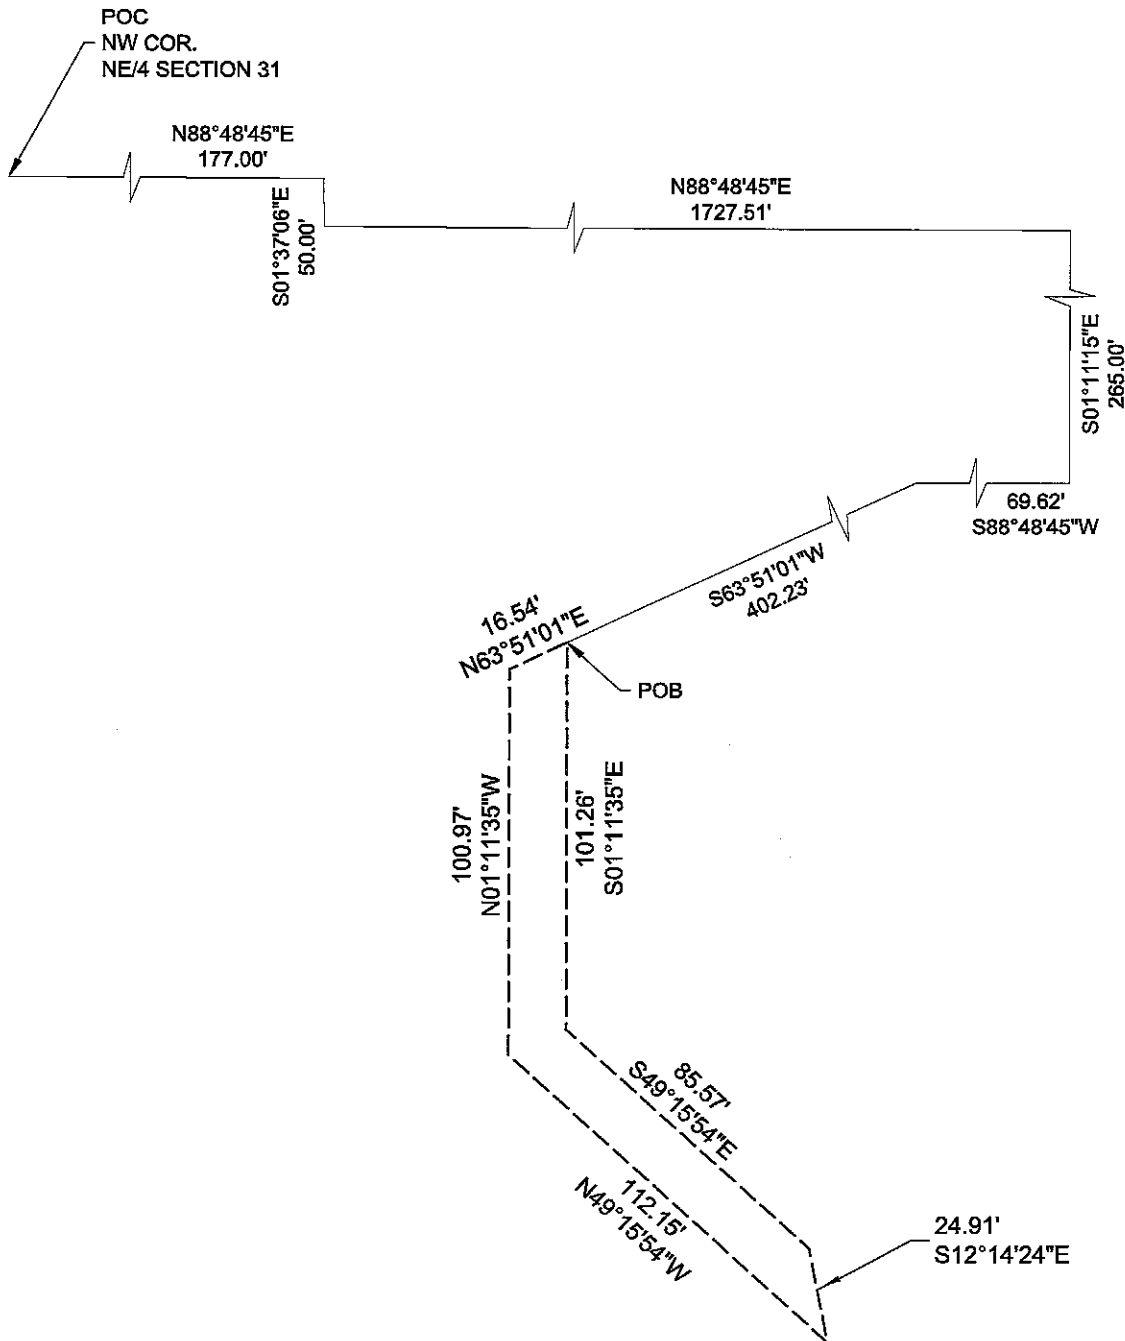 POC
NW COR.
NE/4 SECTION 31
N88°48'45"E
177.00'
S01°37'06"E
50.00'
N88°48'45"E
1727.51'
S01°11'15"E
265.00'
69.62'
S88°48'45"W
S63°51'01"W
402.23'
16.54'
N63°51'01"E
POB
100.97'
N01°11'35"W
101.26'
S01°11'35"E
85.57'
S49°15'54"E
112.15'
N49°15'54"W
24.91'
S12°14'24"E